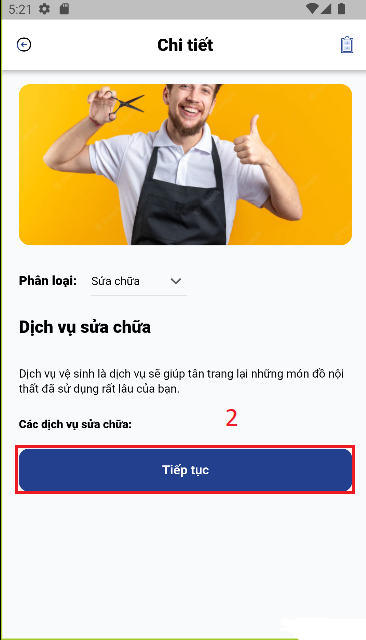 5:21
Chi tiết
Phân loại:
Sửa chữa
Dịch vụ sửa chữa
Dịch vụ vệ sinh là dịch vụ sẽ giúp tân trang lại những món đồ nội
thất đã sử dụng rất lâu của bạn.
2
Các dịch vụ sửa chữa:
Tiếp tục